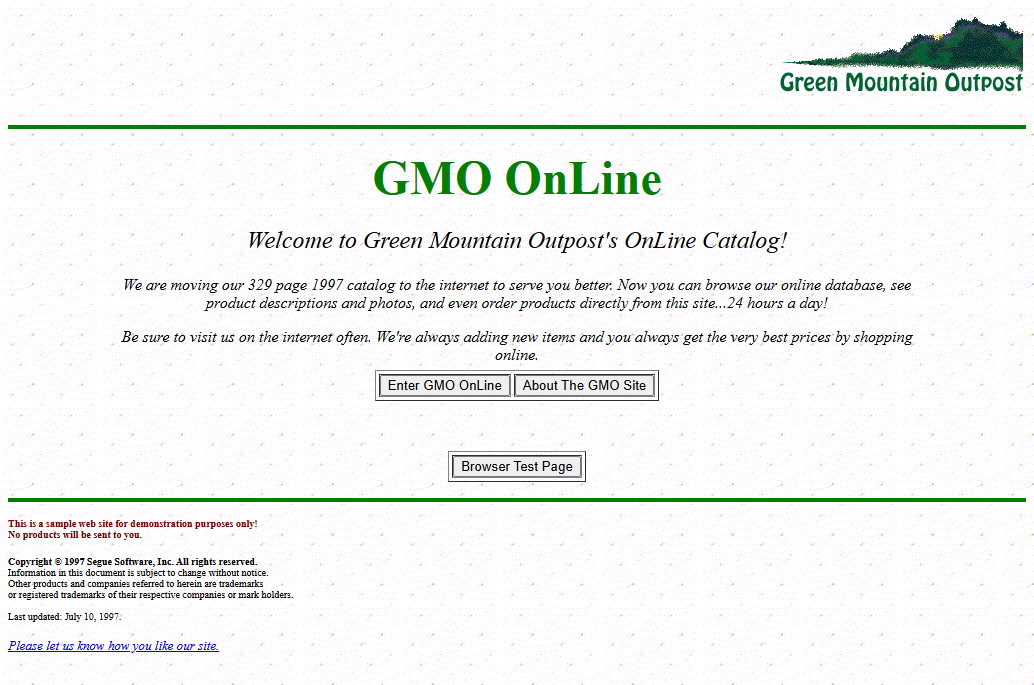 Green Mountain Outpost
GMO OnLine
Welcome to Green Mountain Outpost's OnLine Catalog!
We are moving our 329 page 1997 catalog to the internet to serve you better. Now you can browse our online database, see
product descriptions and photos, and even order products directly from this site...24 hours a day!
Be sure to visit us on the internet often. We're always adding new items and you always get the very best prices by shopping
online.
Enter GMO OnLine About The GMO Site
Browser Test Page
This is a sample web site for demonstration purposes only!
No products will be sent to you.
Copyright © 1997 Segue Software, Inc. All rights reserved.
Information in this document is subject to change without notice.
Other products and companies referred to herein are trademarks
or registered trademarks of their respective companies or mark holders.
Last updated: July 10, 1997.
Please let us know how you like our site.